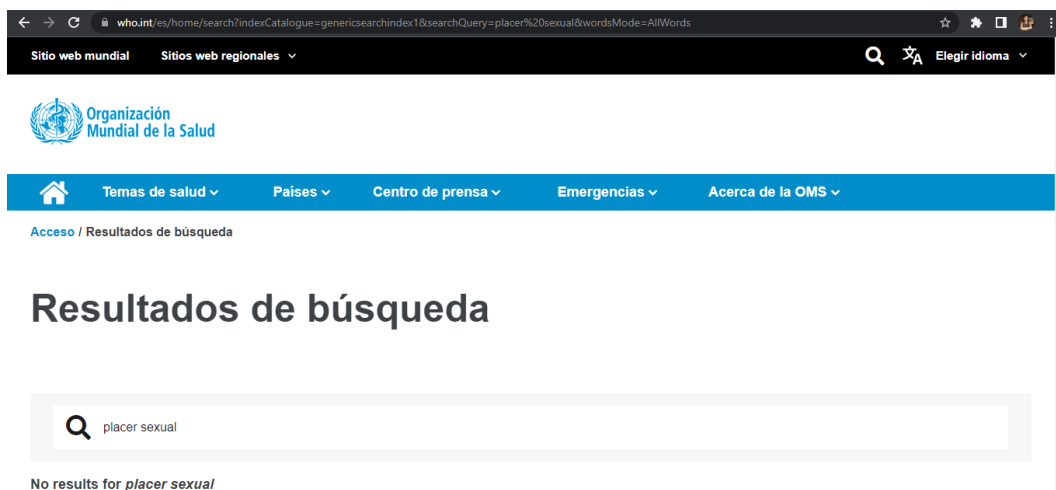 who.int/es/home/search?indexCatalogue=genericsearchindex1&searchQuery=placer%20sexual&wordsMode=AllWords
Sitio web mundial Sitios web regionales Elegir idioma
Organización
Mundial de la Salud
Temas de salud Países Centro de prensa Emergencias Acerca de la OMS
Acceso / Resultados de búsqueda
Resultados de búsqueda
placer sexual
No results for placer sexual